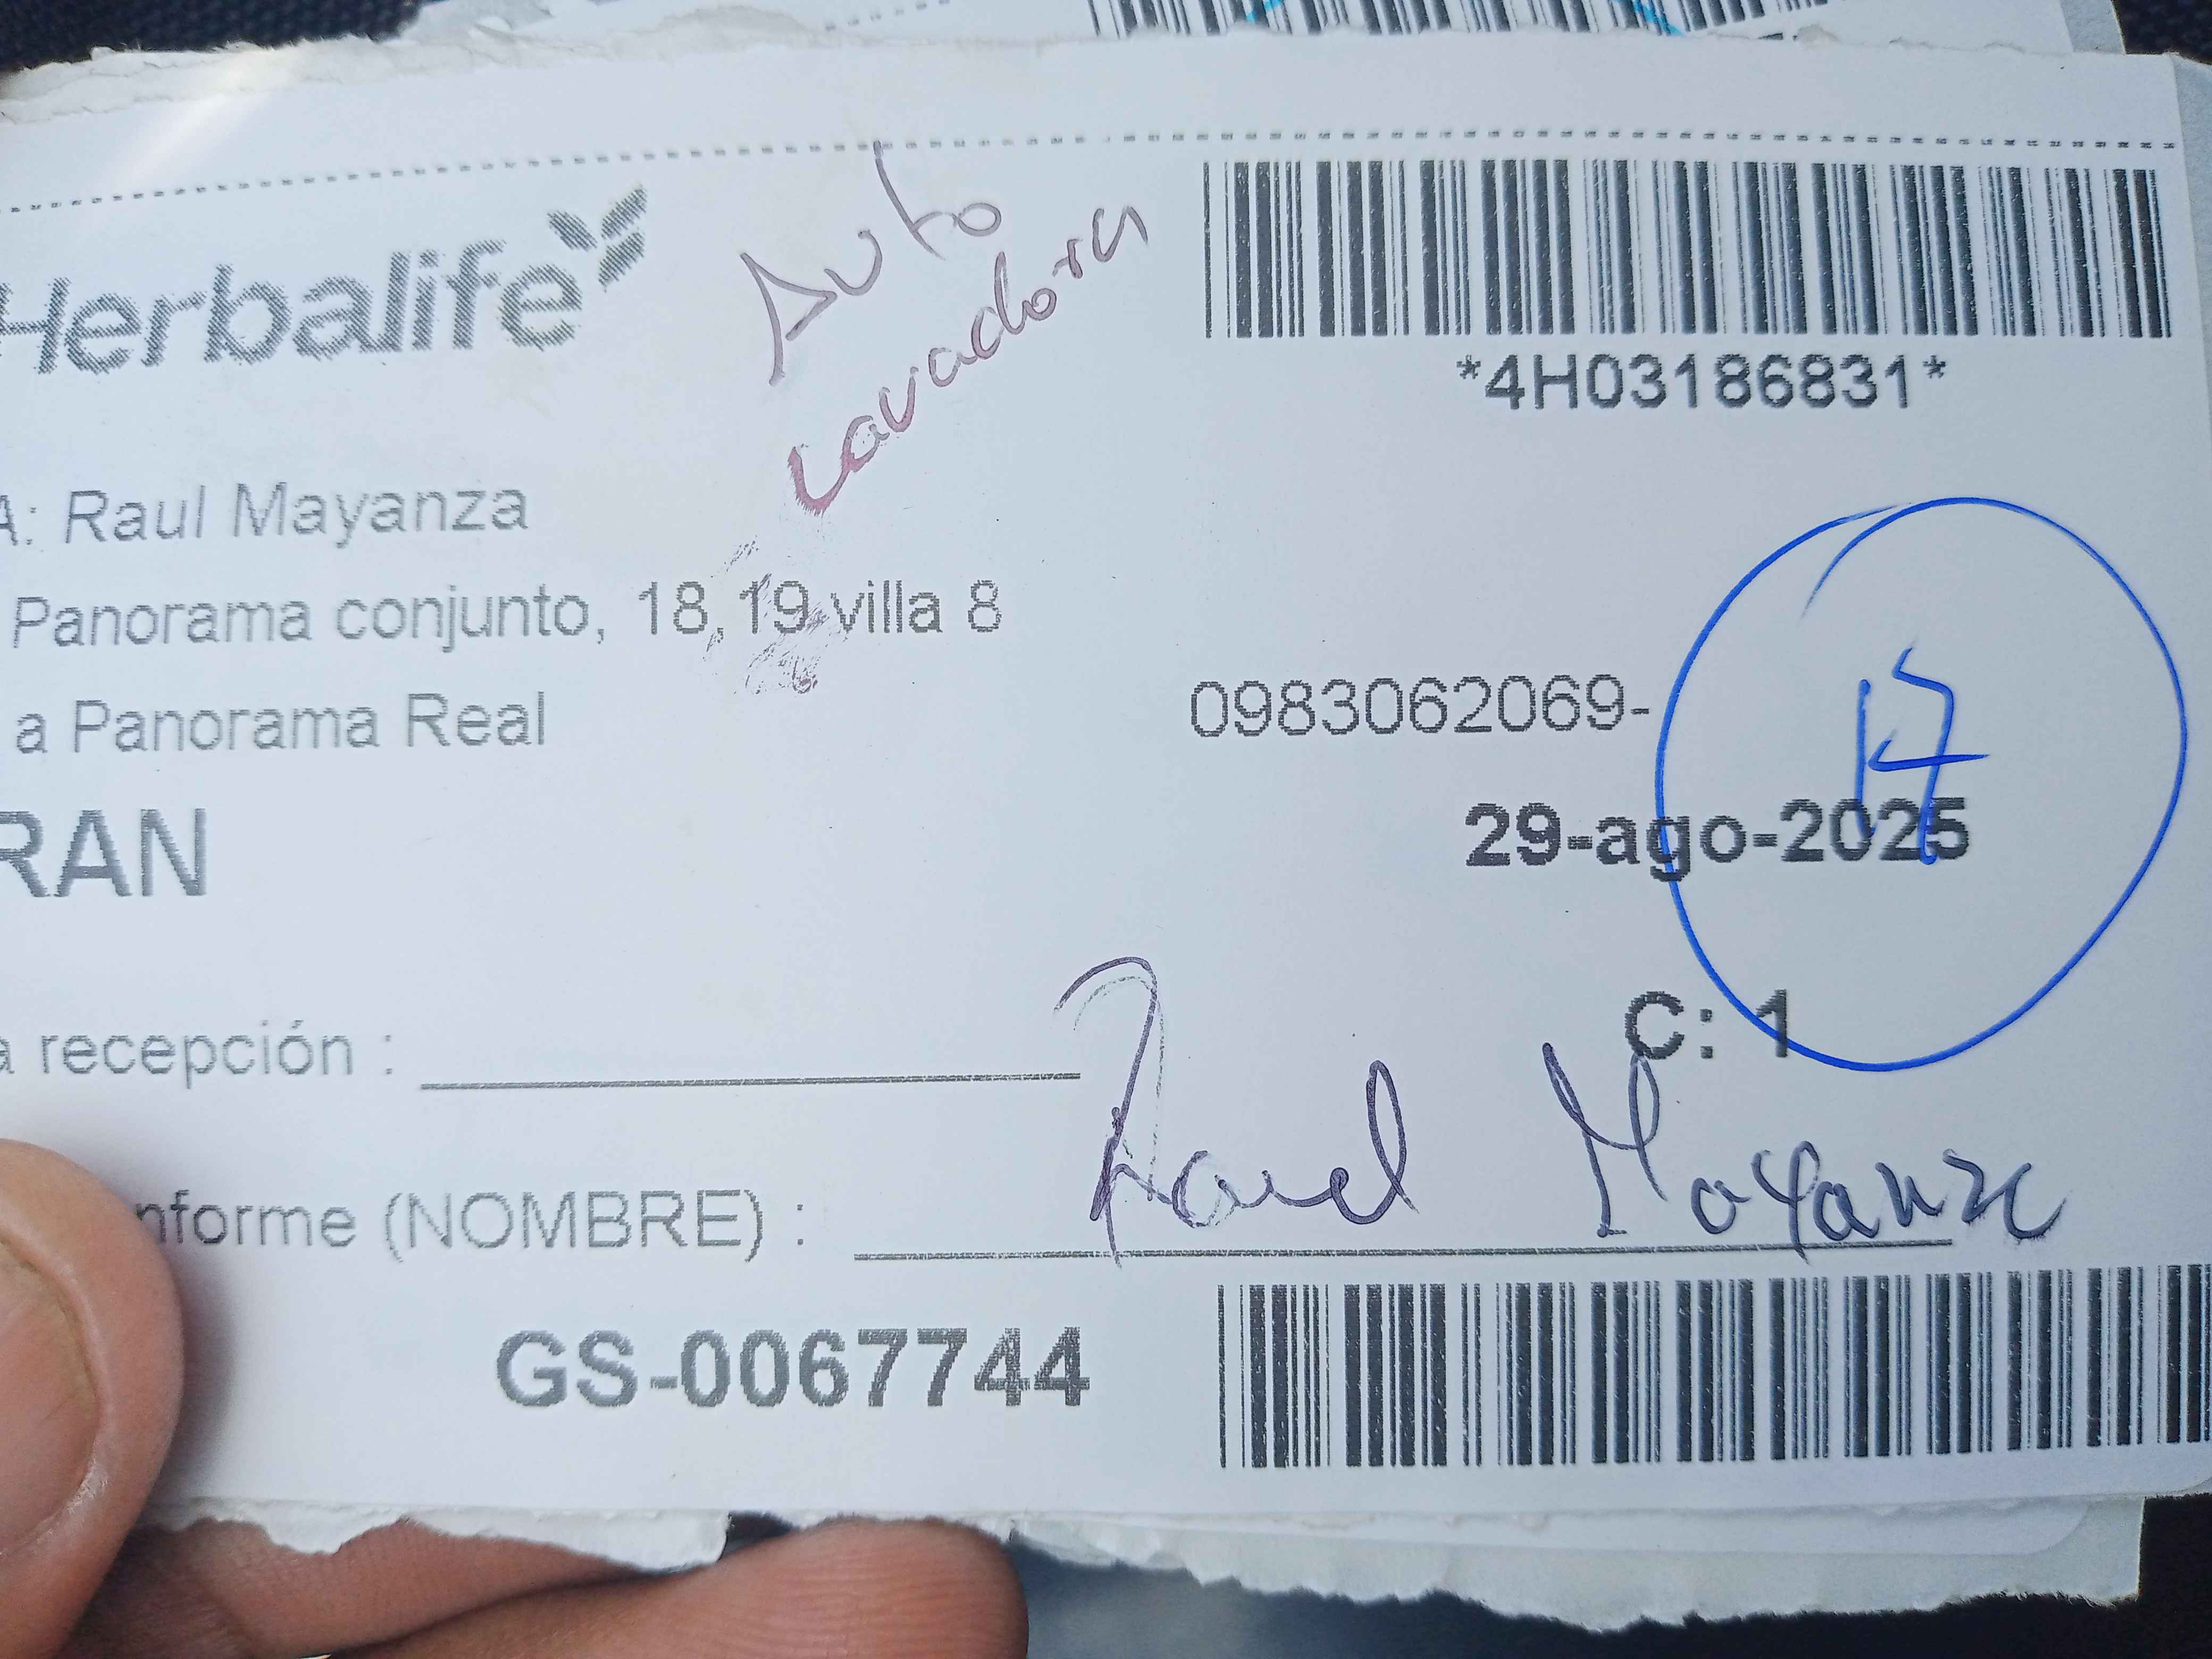 Herbalife
Auto
Lavadora
*4H03186831*
A: Raul Mayanza
Panorama conjunto, 18,19 villa 8
a Panorama Real
0983062069-
17
29-ago-2025
RAN
C: 1
a recepción :
nforme (NOMBRE) :
Raul Mayanza
GS-0067744